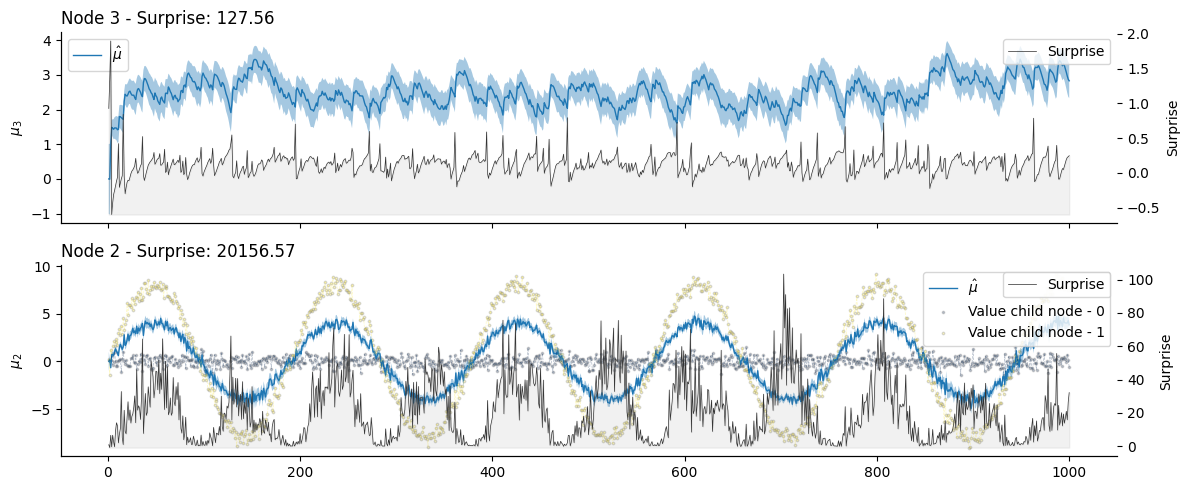 Node 3 - Surprise: 127.56
4
3
2
1
0
−1
μ₃
μ̂
Surprise
2.0
1.5
1.0
0.5
0.0
−0.5
Surprise
Node 2 - Surprise: 20156.57
10
5
0
−5
μ₂
μ̂
Value child node - 0
Value child node - 1
Surprise
100
80
60
40
20
0
Surprise
0
200
400
600
800
1000